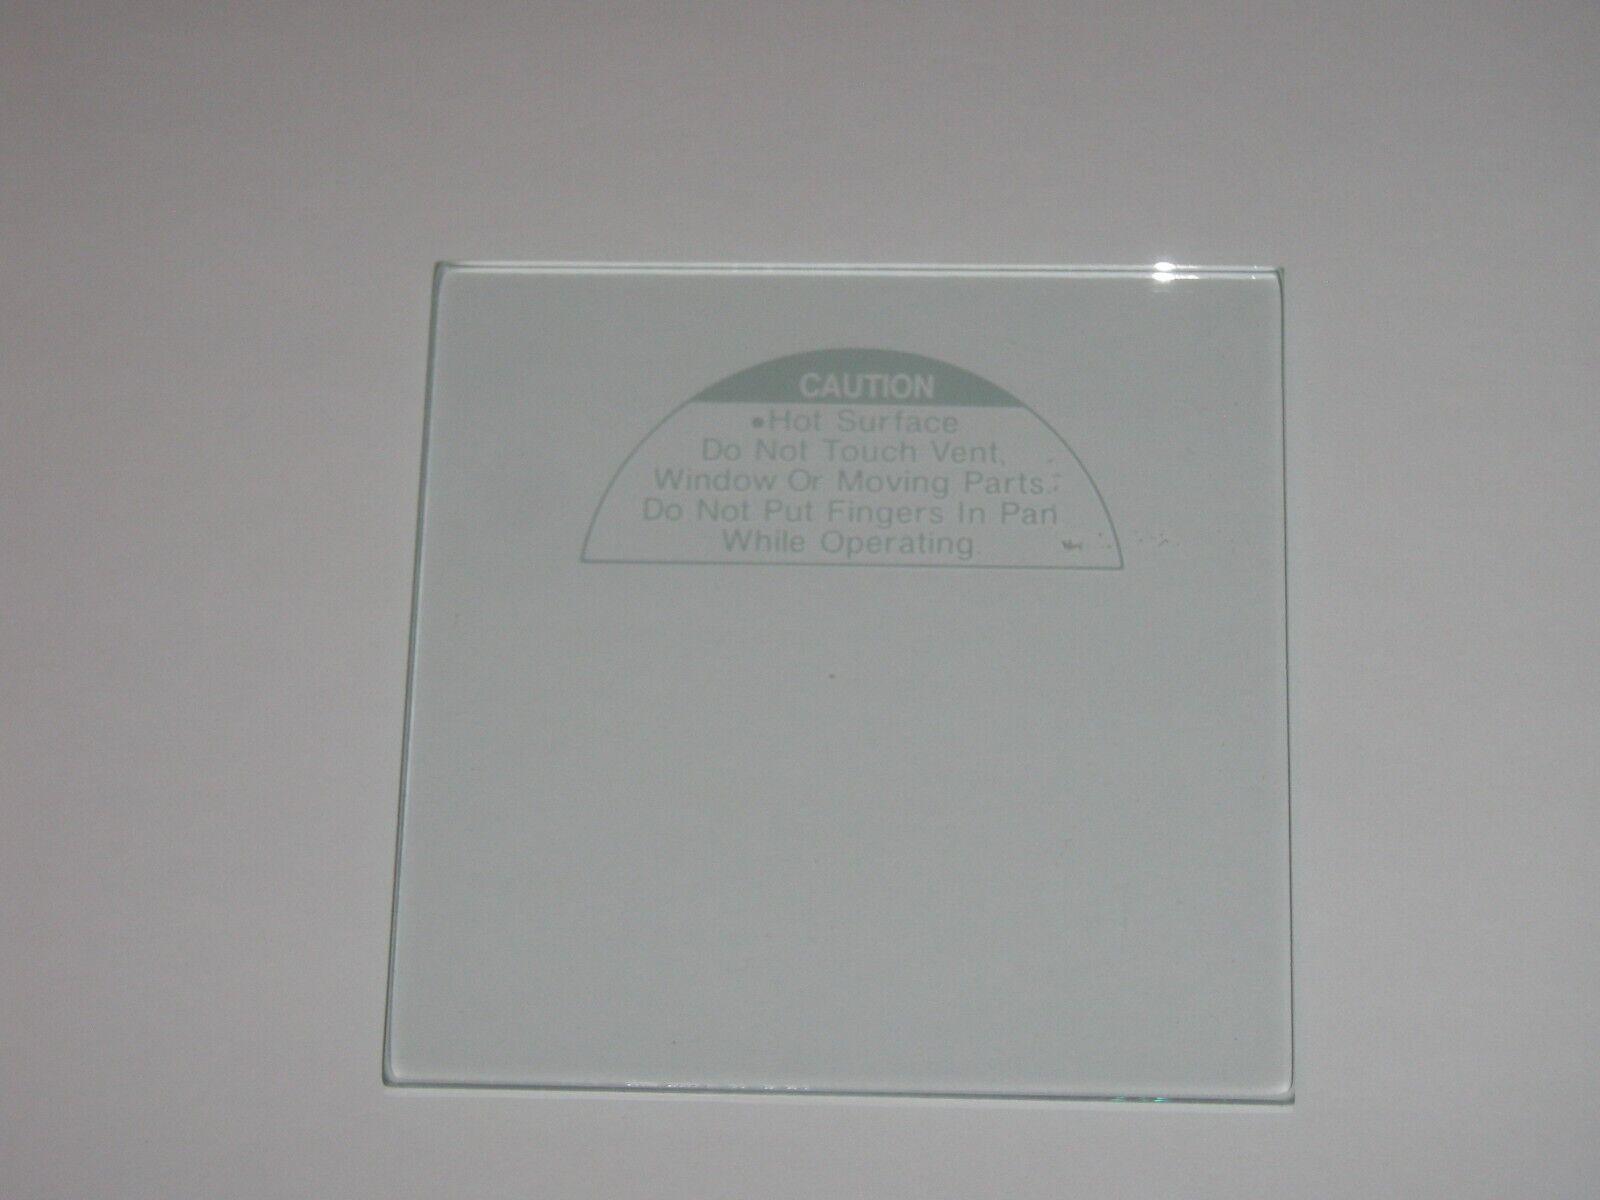 CAUTION
•Hot Surface
Do Not Touch Vent,
Window Or Moving Parts.
Do Not Put Fingers In Pan
While Operating.